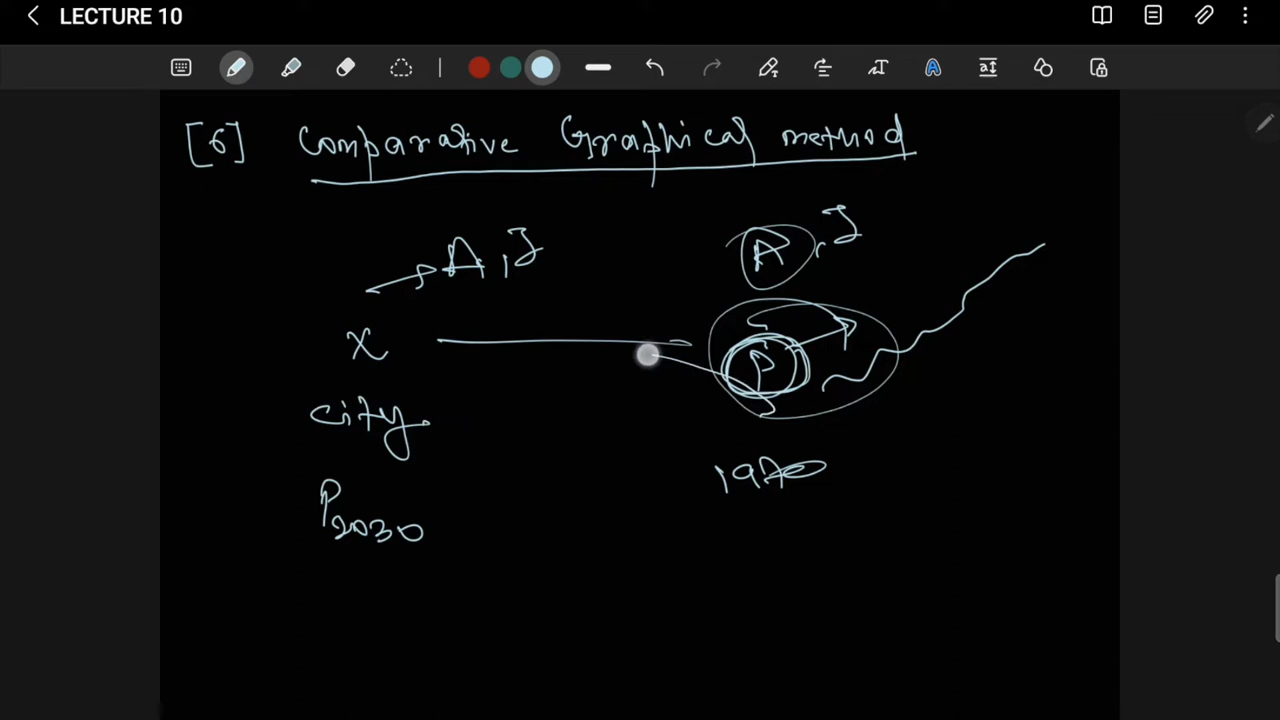 LECTURE 10
[6] Comparative Graphical method
A, I
A, I
X
P
city
1970
P2030